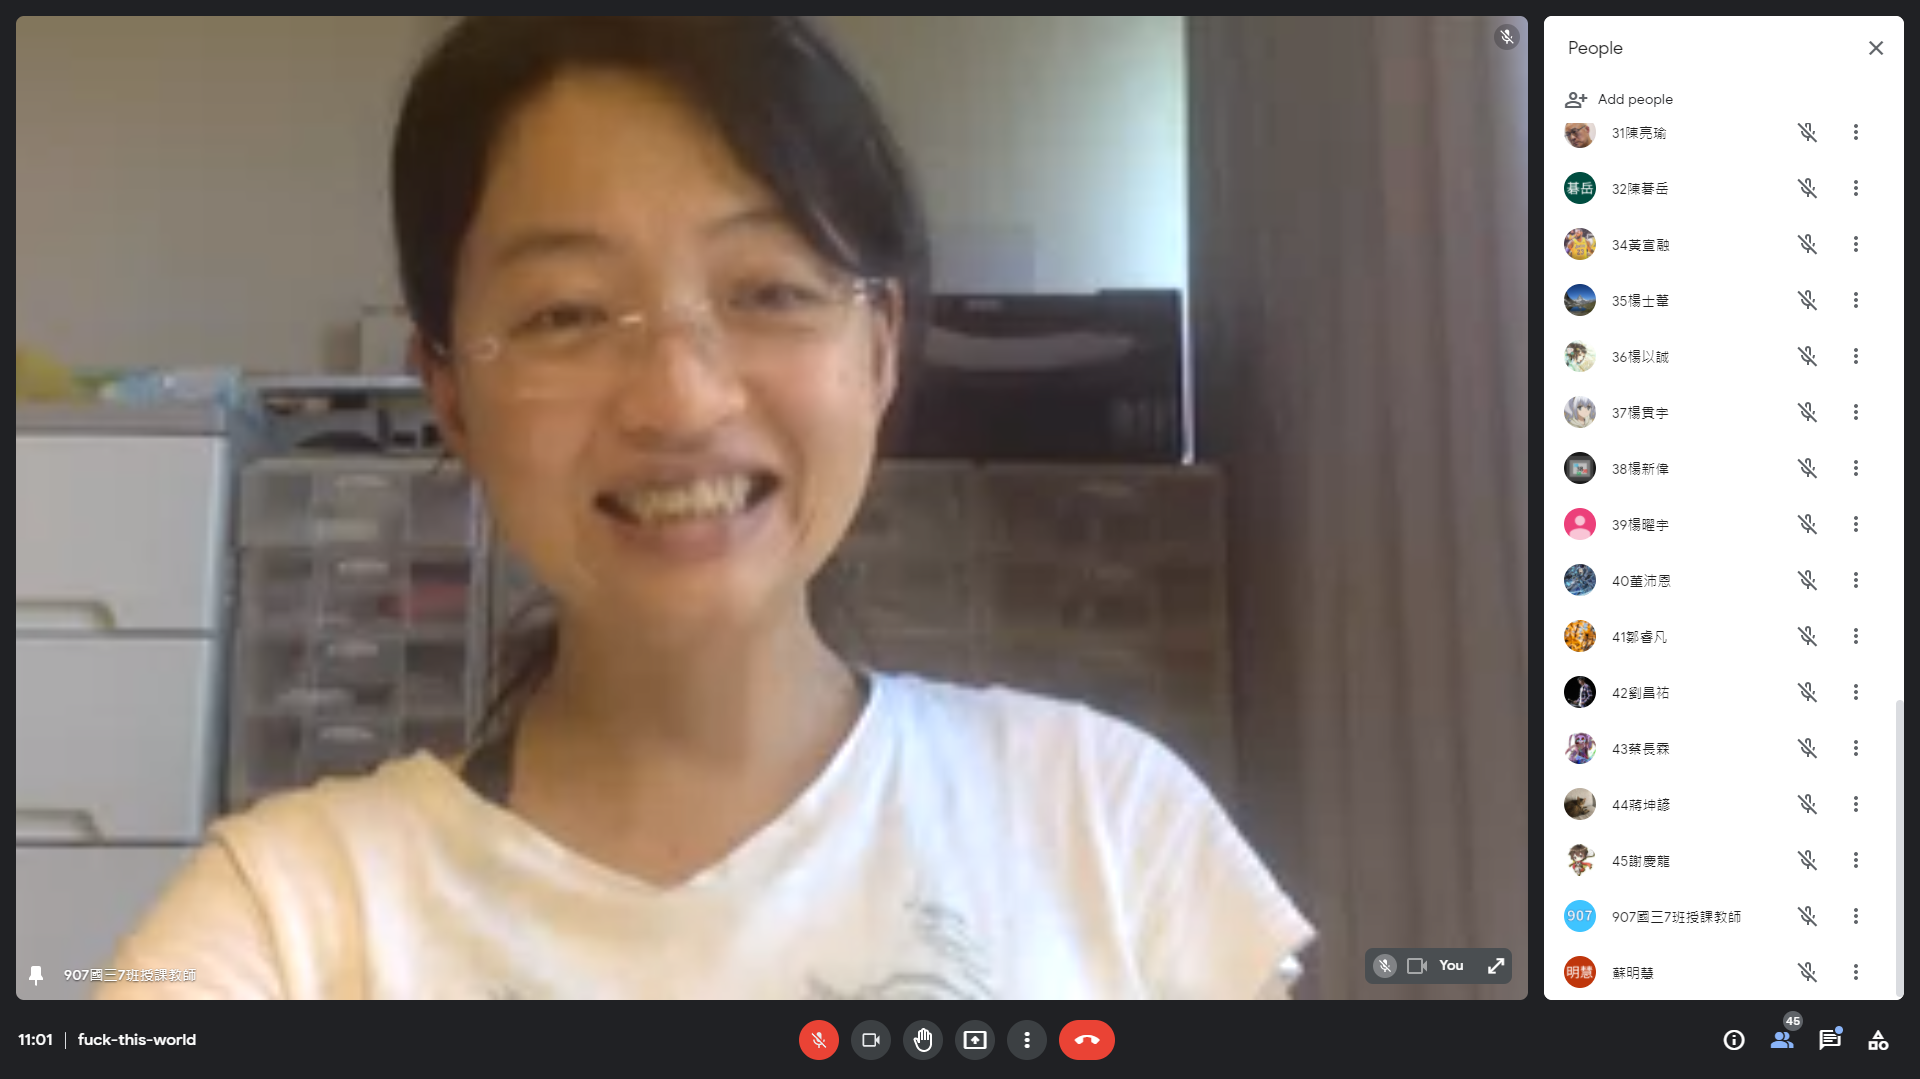 907國三7班授課教師
You
People
Add people
31陳亮瑜
碁岳
32陳碁岳
34黃宣融
35楊士葦
36楊以誠
37楊貫宇
38楊新偉
39楊曜宇
40董沛恩
41鄒睿凡
42劉昌祐
43蔡長霖
44蔣坤諺
45謝慶龍
907
907國三7班授課教師
明慧
蘇明慧
11:01
fuck-this-world
45